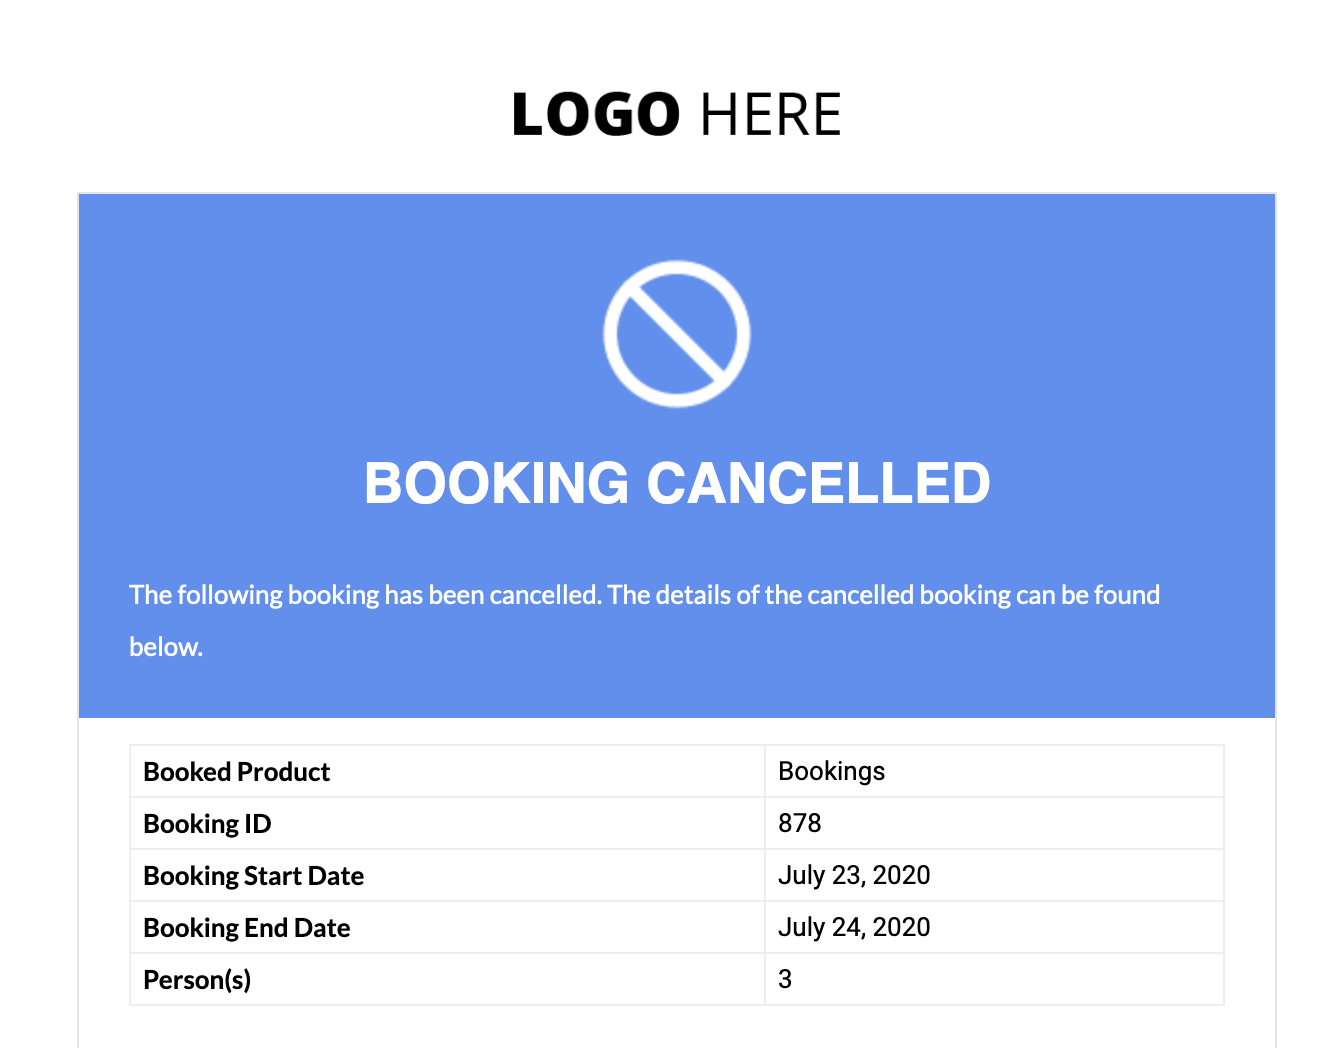 LOGO HERE
BOOKING CANCELLED
The following booking has been cancelled. The details of the cancelled booking can be found
below.
Booked Product Bookings
Booking ID 878
Booking Start Date July 23, 2020
Booking End Date July 24, 2020
Person(s) 3